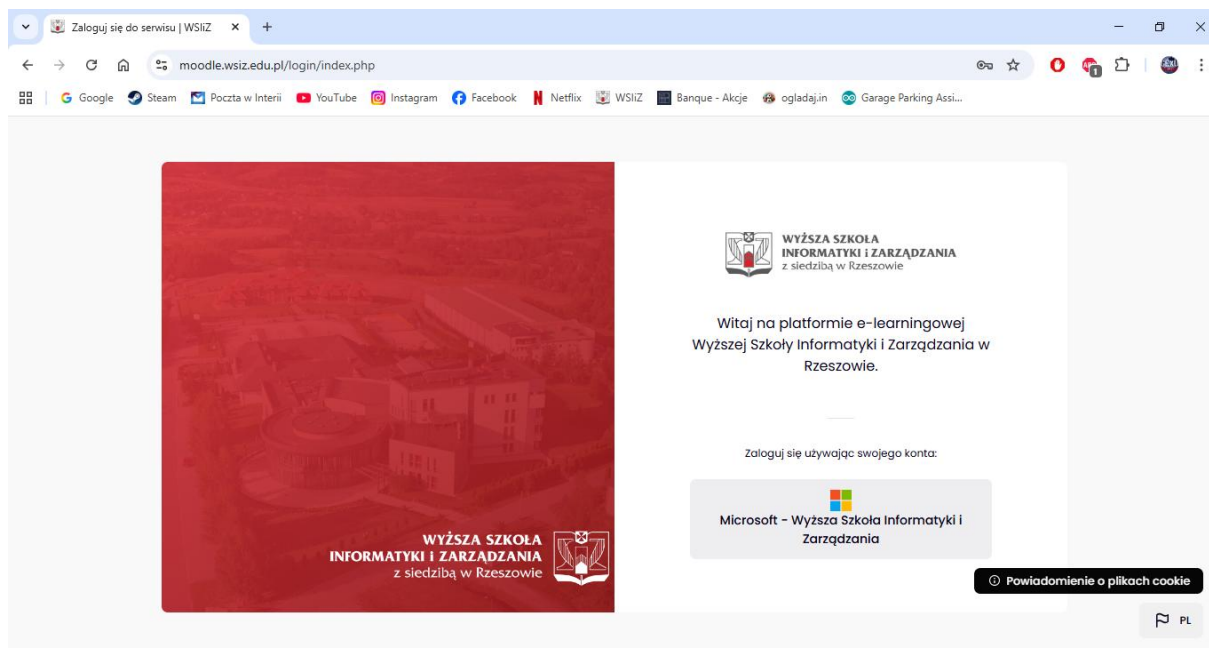 Zaloguj się do serwisu | WSIiZ
moodle.wsiz.edu.pl/login/index.php
1
Google Steam Poczta w Interii YouTube Instagram Facebook Netflix WSIiZ Banque - Akcje ogladaj.in Garage Parking Assi...
WYŻSZA SZKOŁA
INFORMATYKI i ZARZĄDZANIA
z siedzibą w Rzeszowie
WYŻSZA SZKOŁA
INFORMATYKI i ZARZĄDZANIA
z siedzibą w Rzeszowie
Witaj na platformie e-learningowej
Wyższej Szkoły Informatyki i Zarządzania w
Rzeszowie.
Zaloguj się używając swojego konta:
Microsoft - Wyższa Szkoła Informatyki i
Zarządzania
Powiadomienie o plikach cookie
PL